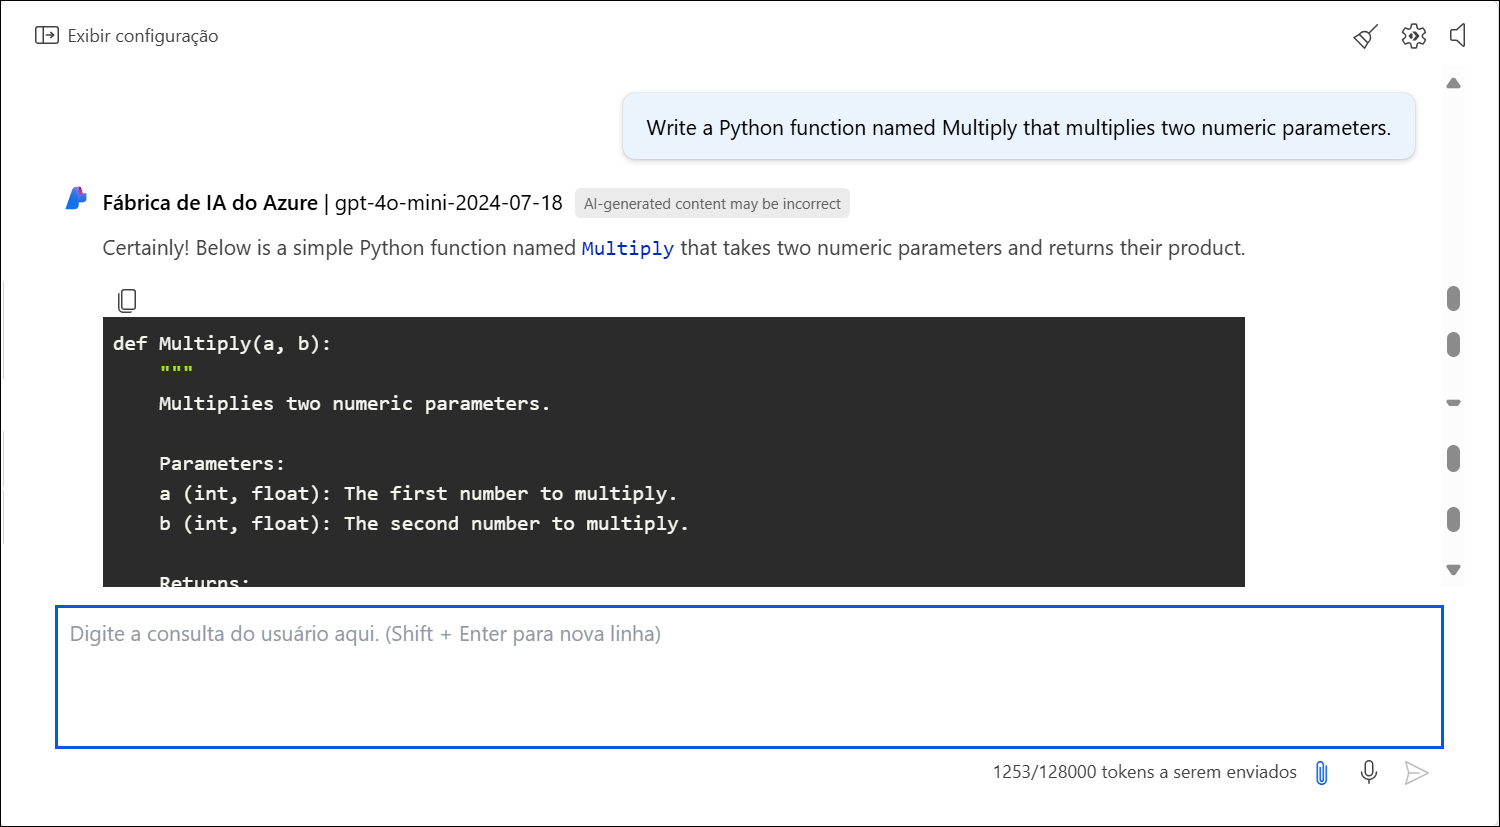 Exibir configuração
Write a Python function named Multiply that multiplies two numeric parameters.
Fábrica de IA do Azure | gpt-4o-mini-2024-07-18 AI-generated content may be incorrect
Certainly! Below is a simple Python function named Multiply that takes two numeric parameters and returns their product.
def Multiply(a, b):
    """
    Multiplies two numeric parameters.

    Parameters:
    a (int, float): The first number to multiply.
    b (int, float): The second number to multiply.

    Returns:
Digite a consulta do usuário aqui. (Shift + Enter para nova linha)
1253/128000 tokens a serem enviados